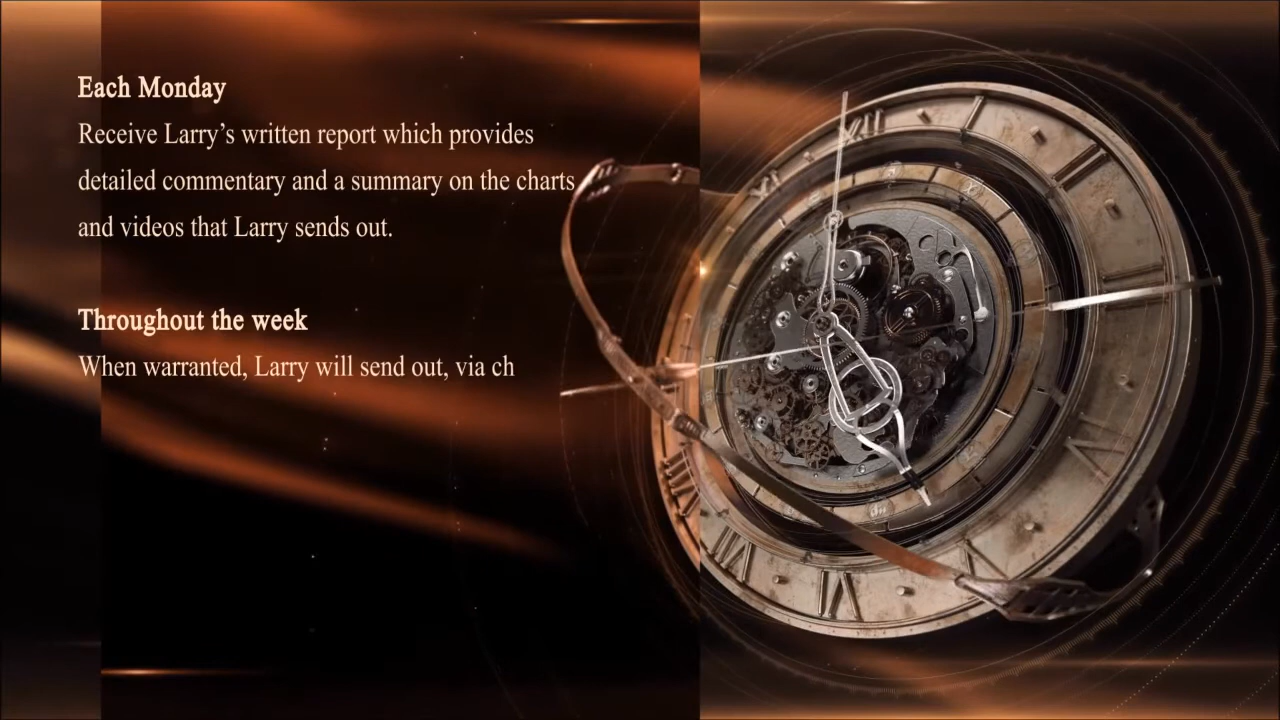 Each Monday
Receive Larry’s written report which provides
detailed commentary and a summary on the charts
and videos that Larry sends out.
Throughout the week
When warranted, Larry will send out, via ch